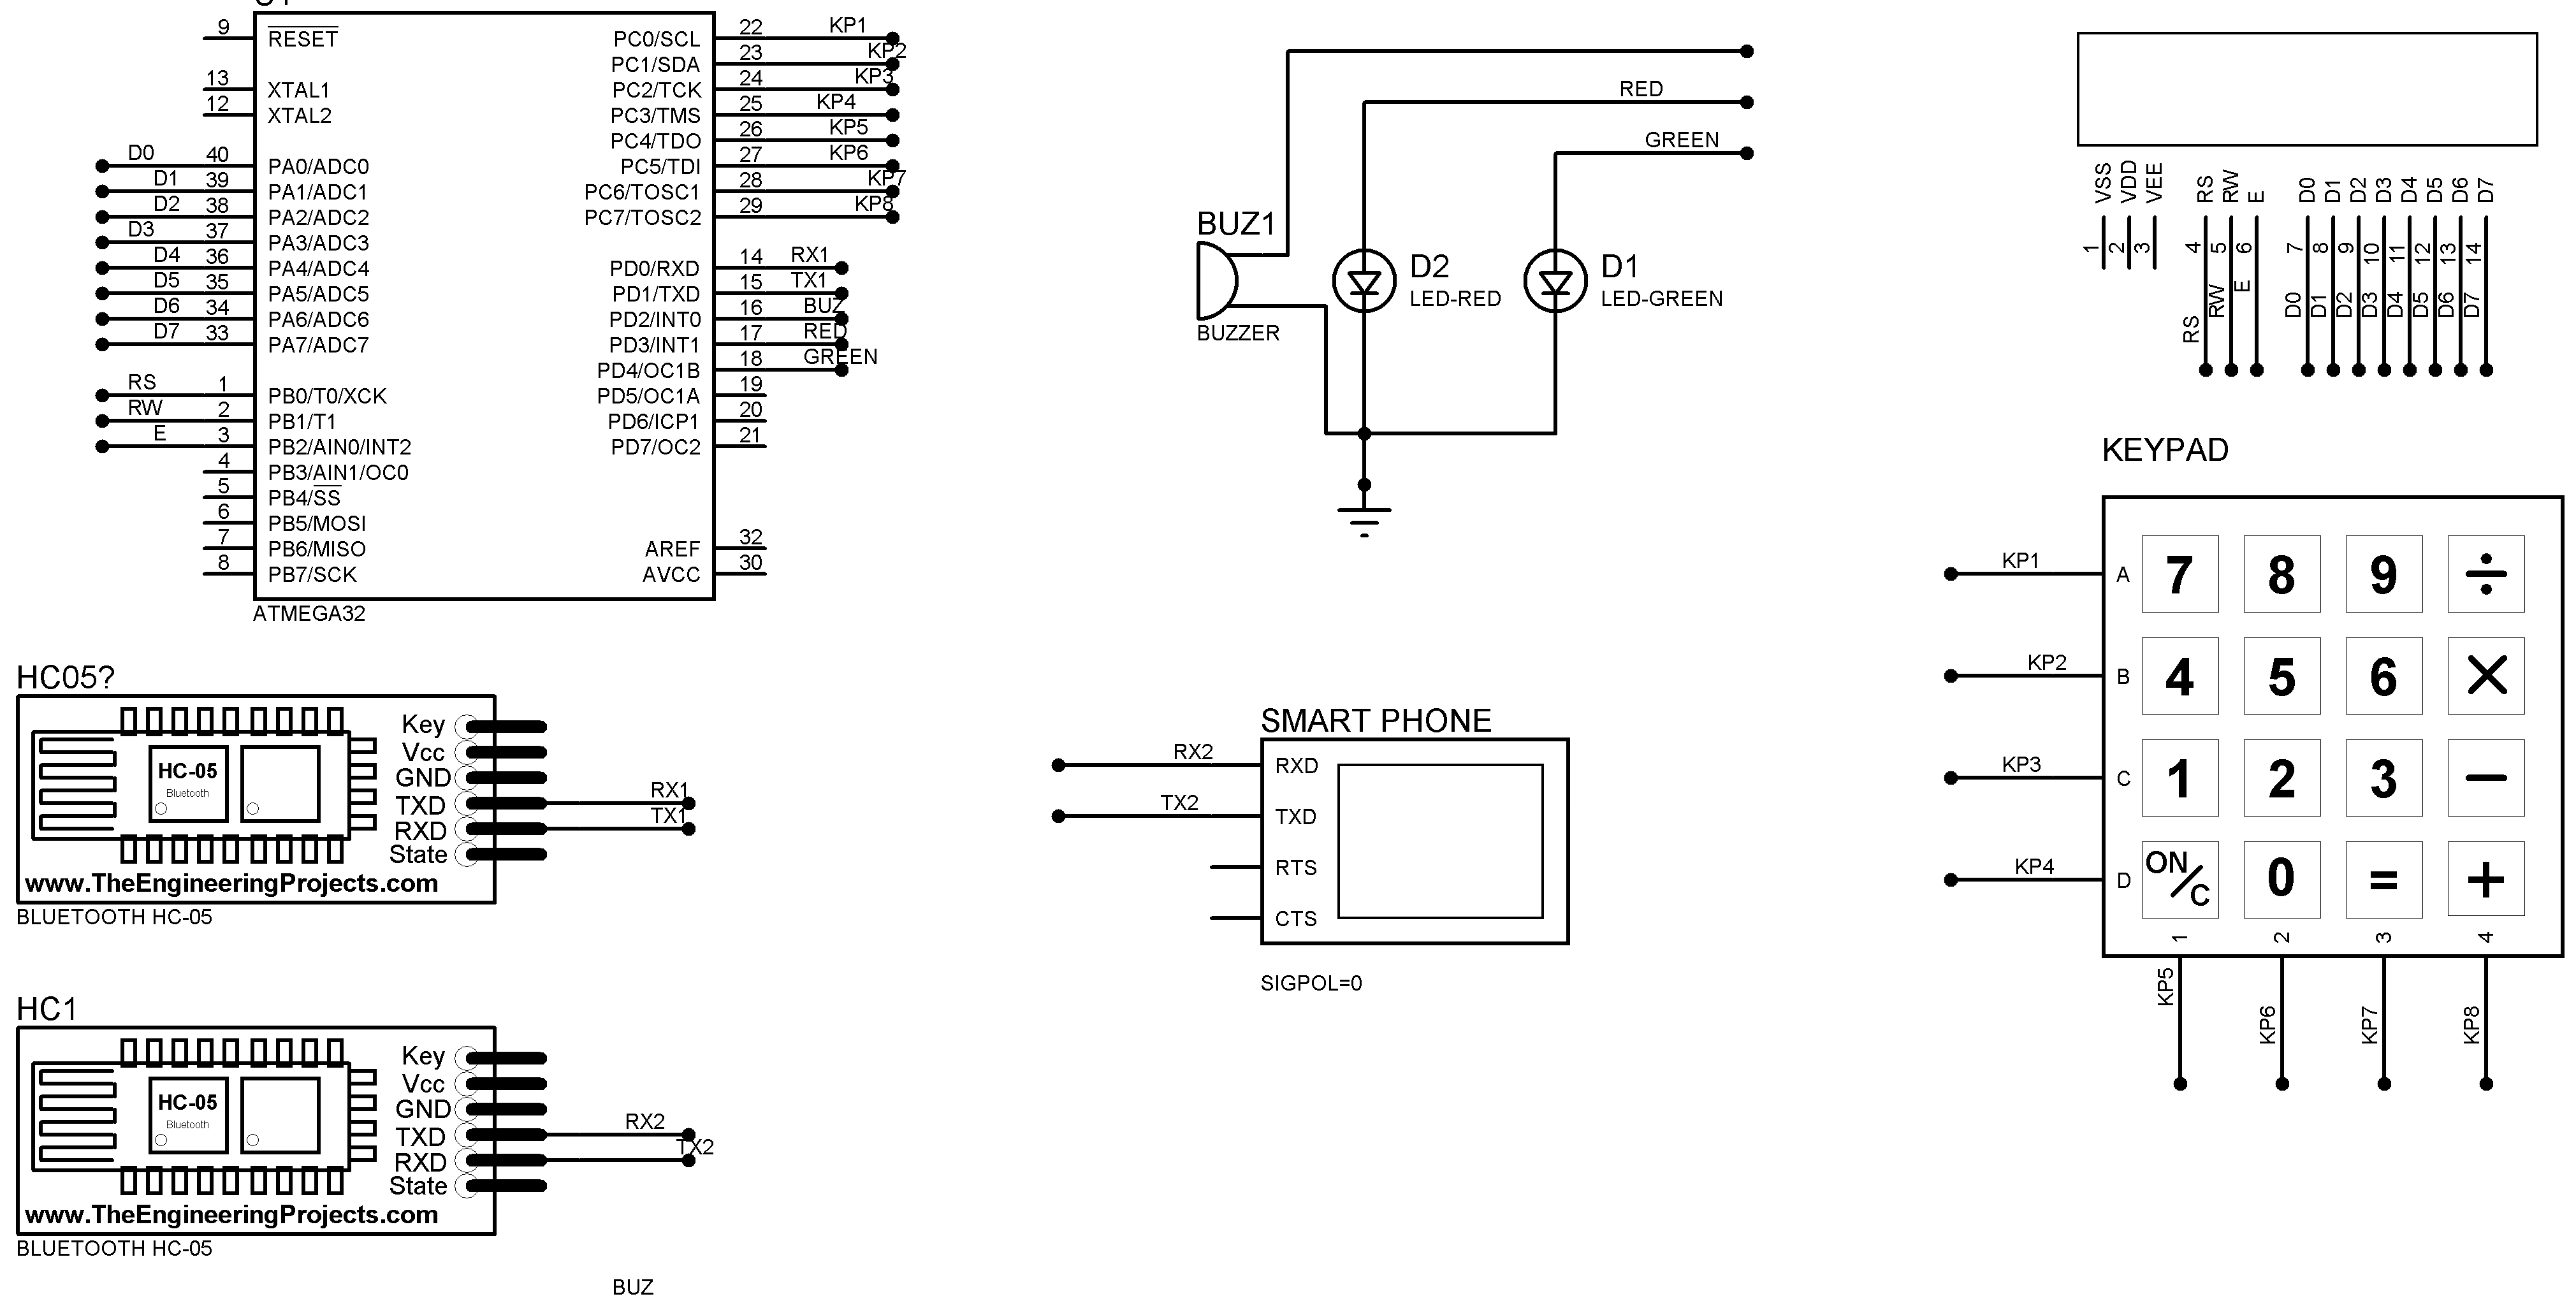 9 RESET
13 XTAL1
12 XTAL2
D0 40 PA0/ADC0
D1 39 PA1/ADC1
D2 38 PA2/ADC2
D3 37 PA3/ADC3
D4 36 PA4/ADC4
D5 35 PA5/ADC5
D6 34 PA6/ADC6
D7 33 PA7/ADC7
RS 1 PB0/T0/XCK
RW 2 PB1/T1
E 3 PB2/AIN0/INT2
4 PB3/AIN1/OC0
5 PB4/SS
6 PB5/MOSI
7 PB6/MISO
8 PB7/SCK
PC0/SCL 22 KP1
PC1/SDA 23 KP2
PC2/TCK 24 KP3
PC3/TMS 25 KP4
PC4/TDO 26 KP5
PC5/TDI 27 KP6
PC6/TOSC1 28 KP7
PC7/TOSC2 29 KP8
PD0/RXD 14 RX1
PD1/TXD 15 TX1
PD2/INT0 16 BUZ
PD3/INT1 17 RED
PD4/OC1B 18 GREEN
PD5/OC1A 19
PD6/ICP1 20
PD7/OC2 21
AREF 32
AVCC 30
ATMEGA32
RED
GREEN
BUZ1
BUZZER
D2
LED-RED
D1
LED-GREEN
VSS VDD VEE RS RW E D0 D1 D2 D3 D4 D5 D6 D7
1 2 3 4 5 6 7 8 9 10 11 12 13 14
RS RW E D0 D1 D2 D3 D4 D5 D6 D7
HC05?
HC-05
Bluetooth
Key
Vcc
GND
TXD RX1
RXD TX1
State
www.TheEngineeringProjects.com
BLUETOOTH HC-05
HC1
HC-05
Bluetooth
Key
Vcc
GND
TXD RX2
RXD TX2
State
www.TheEngineeringProjects.com
BLUETOOTH HC-05
BUZ
SMART PHONE
RX2 RXD
TX2 TXD
RTS
CTS
SIGPOL=0
KEYPAD
KP1 A 7 8 9 ÷
KP2 B 4 5 6 ×
KP3 C 1 2 3 −
KP4 D ON/C 0 = +
1 2 3 4
KP5 KP6 KP7 KP8